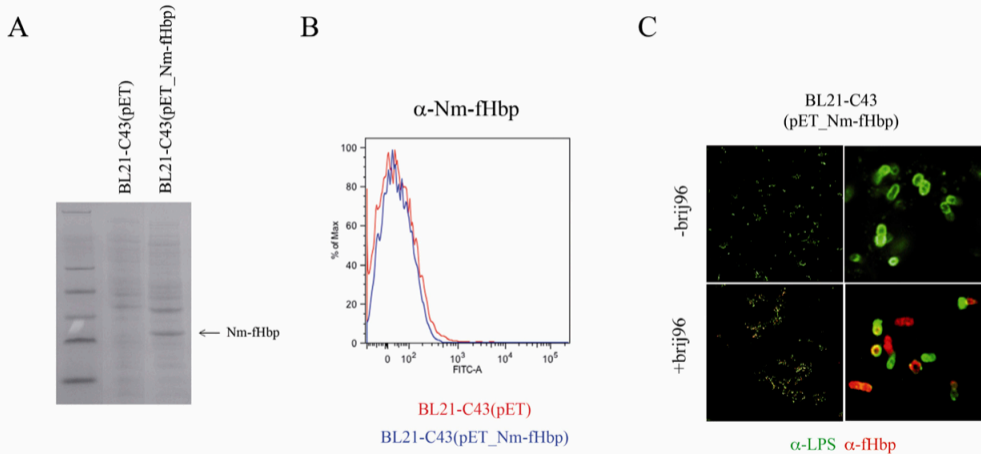 A
BL21-C43(pET)
BL21-C43(pET_Nm-fHbp)
Nm-fHbp
B
α-Nm-fHbp
100
80
60
40
20
0
% of Max
0 10² 10³ 10⁴ 10⁵
FITC-A
BL21-C43(pET)
BL21-C43(pET_Nm-fHbp)
C
BL21-C43
(pET_Nm-fHbp)
-brij96
+brij96
α-LPS α-fHbp